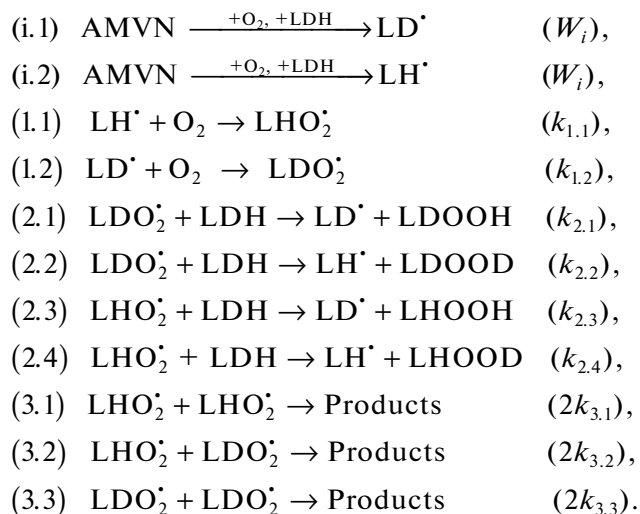 (i.1) AMVN —+O₂, +LDH→ LD• (Wᵢ),
(i.2) AMVN —+O₂, +LDH→ LH• (Wᵢ),
(1.1) LH• + O₂ → LHO₂• (k₁.₁),
(1.2) LD• + O₂ → LDO₂• (k₁.₂),
(2.1) LDO₂• + LDH → LD• + LDOOH (k₂.₁),
(2.2) LDO₂• + LDH → LH• + LDOOD (k₂.₂),
(2.3) LHO₂• + LDH → LD• + LHOOH (k₂.₃),
(2.4) LHO₂• + LDH → LH• + LHOOD (k₂.₄),
(3.1) LHO₂• + LHO₂• → Products (2k₃.₁),
(3.2) LHO₂• + LDO₂• → Products (2k₃.₂),
(3.3) LDO₂• + LDO₂• → Products (2k₃.₃).